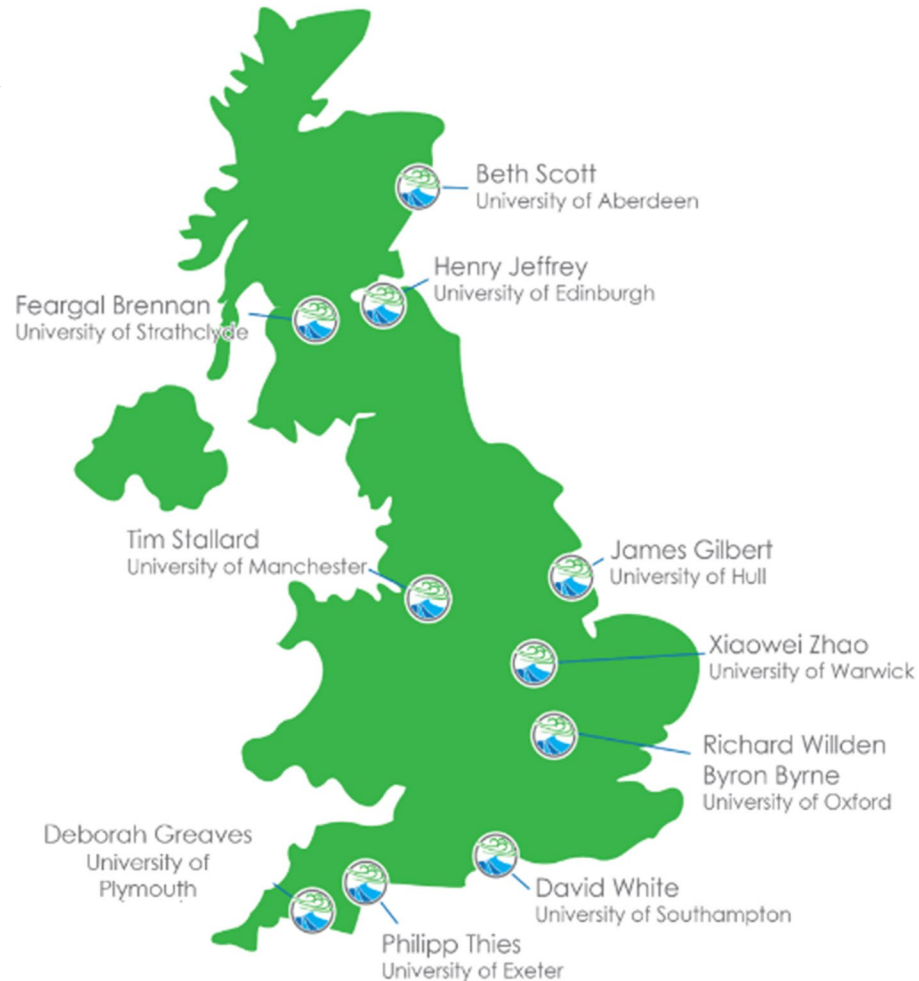 Beth Scott
University of Aberdeen
Henry Jeffrey
University of Edinburgh
Feargal Brennan
University of Strathclyde
Tim Stallard
University of Manchester
James Gilbert
University of Hull
Xiaowei Zhao
University of Warwick
Richard Willden
Byron Byrne
University of Oxford
Deborah Greaves
University of
Plymouth
David White
University of Southampton
Philipp Thies
University of Exeter